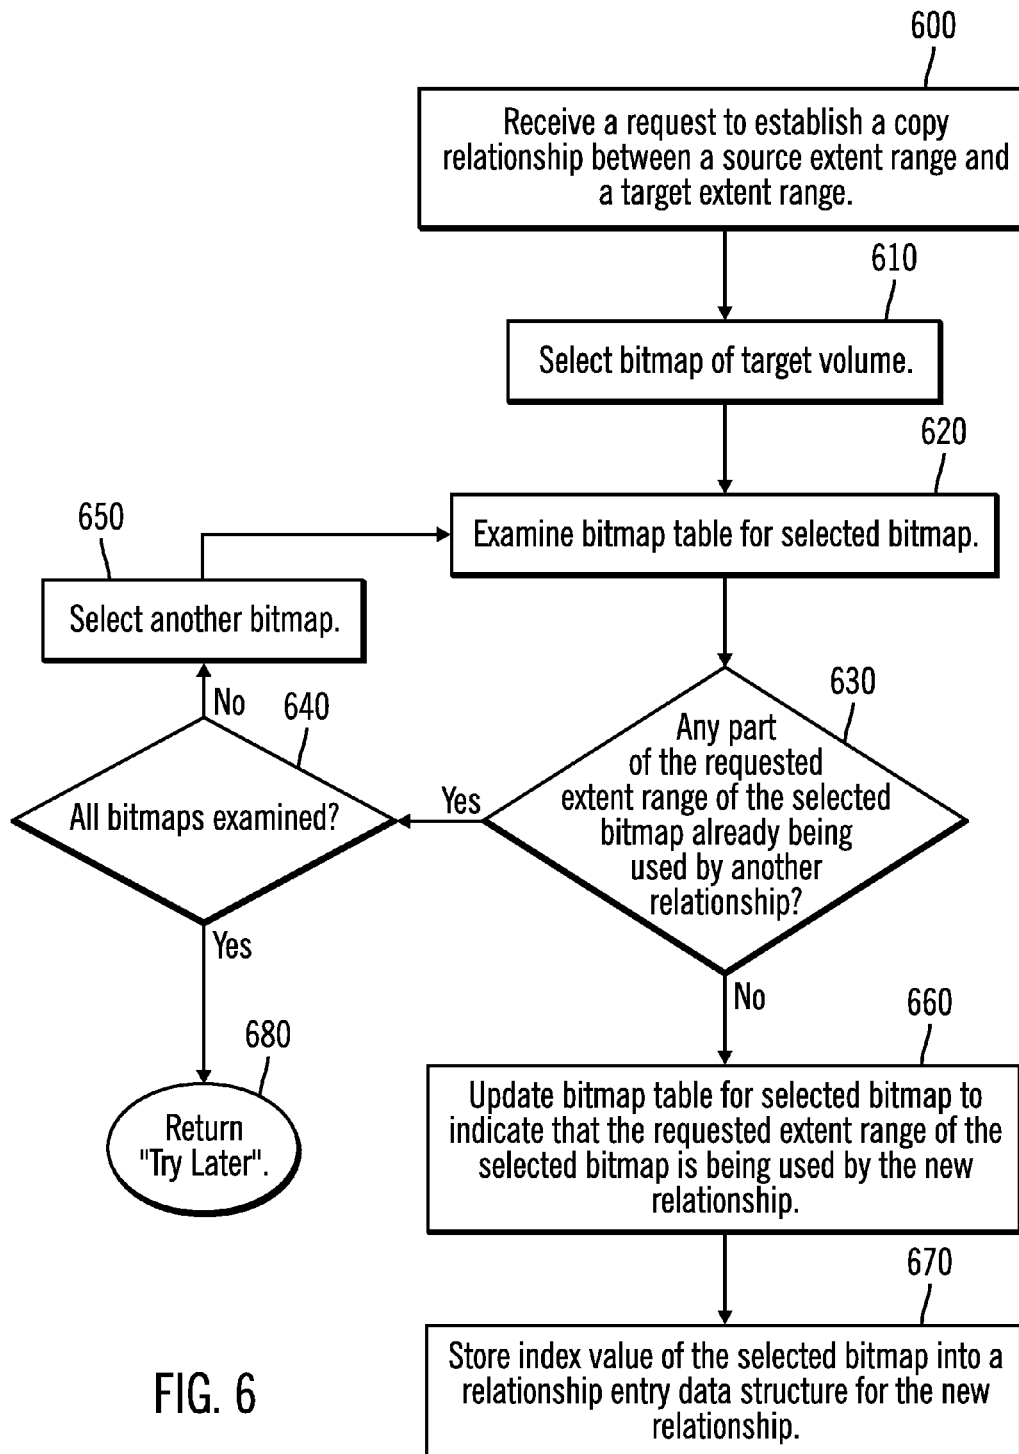 600
Receive a request to establish a copy
relationship between a source extent range and
a target extent range.
610
Select bitmap of target volume.
620
Examine bitmap table for selected bitmap.
650
Select another bitmap.
No
640
All bitmaps examined?
Yes
630
Any part
of the requested
extent range of the selected
bitmap already being
used by another
relationship?
Yes
No
680
Return
"Try Later".
660
Update bitmap table for selected bitmap to
indicate that the requested extent range of the
selected bitmap is being used by the new
relationship.
670
Store index value of the selected bitmap into a
relationship entry data structure for the new
relationship.
FIG. 6